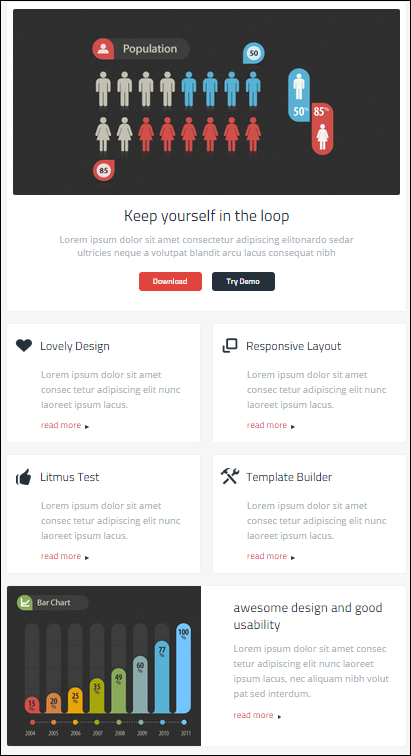 Population
50
50%
85%
85
Keep yourself in the loop
Lorem ipsum dolor sit amet consectetur adipiscing elitonardo sedar
ultricies neque a volutpat blandit arcu lacus consequat nibh
Download
Try Demo
Lovely Design
Lorem ipsum dolor sit amet
consec tetur adipiscing elit nunc
laoreet ipsum lacus.
read more
Responsive Layout
Lorem ipsum dolor sit amet
consec tetur adipiscing elit nunc
laoreet ipsum lacus.
read more
Litmus Test
Lorem ipsum dolor sit amet
consec tetur adipiscing elit nunc
laoreet ipsum lacus.
read more
Template Builder
Lorem ipsum dolor sit amet
consec tetur adipiscing elit nunc
laoreet ipsum lacus.
read more
Bar Chart
15 %
20 %
25 %
35 %
49 %
60 %
77 %
100 %
2004 2005 2006 2007 2008 2009 2010 2011
awesome design and good
usability
Lorem ipsum dolor sit amet, consec
tetur adipiscing elit nunc laoreet
ipsum lacus, nec aliquam nibh volut
pat sed interdum.
read more